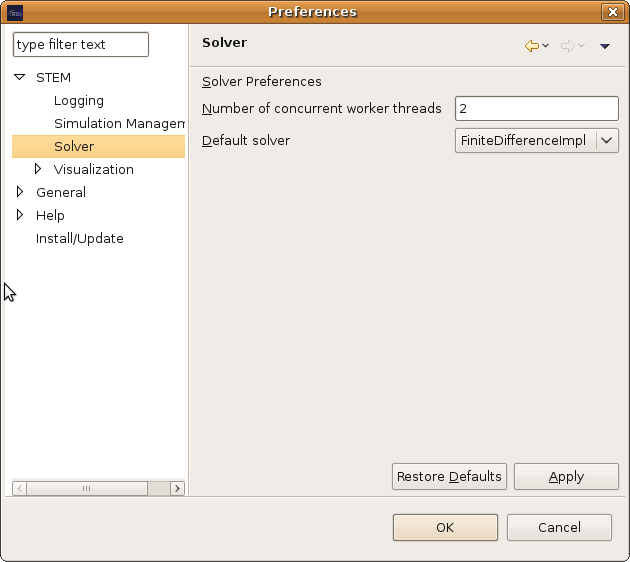 Preferences
type filter text
STEM
Logging
Simulation Managem
Solver
Visualization
General
Help
Install/Update
Solver
Solver Preferences
Number of concurrent worker threads 2
Default solver FiniteDifferenceImpl
Restore Defaults Apply
OK Cancel